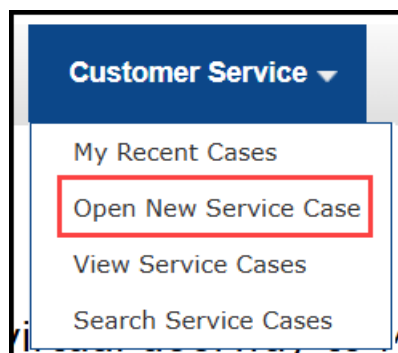 Customer Service
My Recent Cases
Open New Service Case
View Service Cases
Search Service Cases